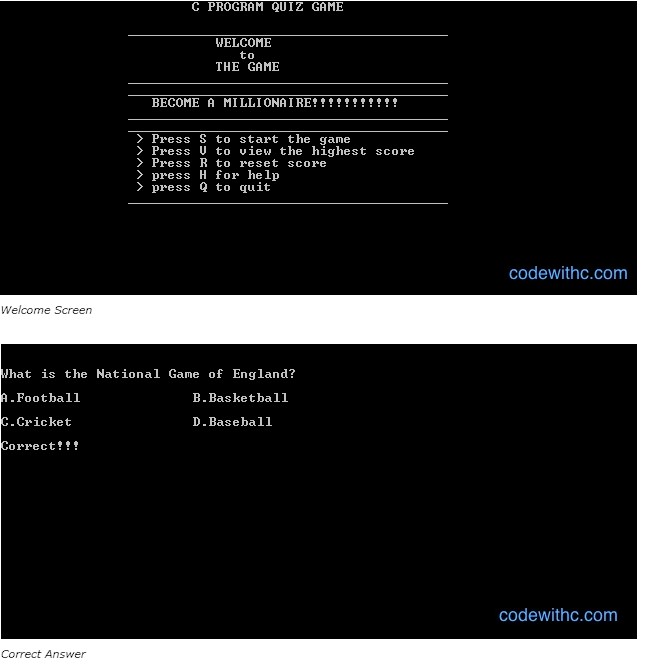 C PROGRAM QUIZ GAME
WELCOME
to
THE GAME
BECOME A MILLIONAIRE!!!!!!!!!!!
> Press S to start the game
> Press V to view the highest score
> Press R to reset score
> press H for help
> press Q to quit
codewithc.com
Welcome Screen
What is the National Game of England?
A.Football B.Basketball
C.Cricket D.Baseball
Correct!!!
codewithc.com
Correct Answer